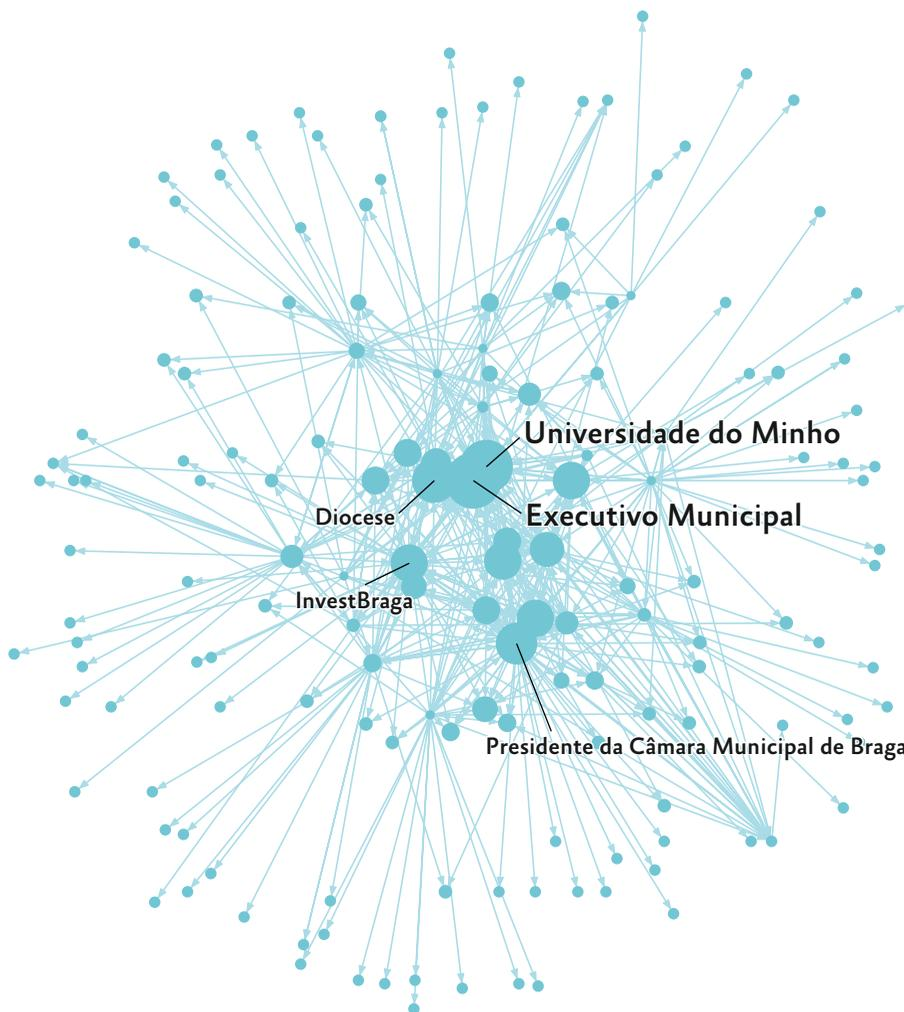 Universidade do Minho
Diocese
Executivo Municipal
InvestBraga
Presidente da Câmara Municipal de Braga